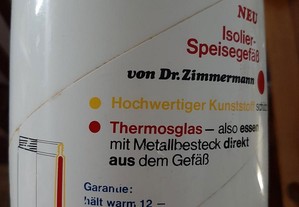 NEU
Isolier-
Speisegefäß
von Dr. Zimmermann
Hochwertiger Kunststoff
Thermosglas — also essen
mit Metallbesteck direkt
aus dem Gefäß
Garantie:
hält warm 12 —